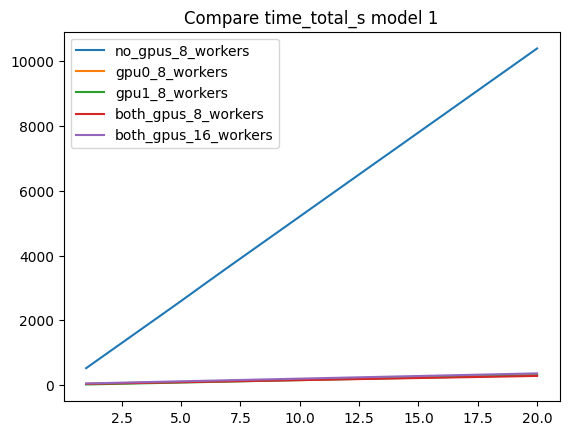 Compare time_total_s model 1
no_gpus_8_workers
gpu0_8_workers
gpu1_8_workers
both_gpus_8_workers
both_gpus_16_workers
10000
8000
6000
4000
2000
0
2.5 5.0 7.5 10.0 12.5 15.0 17.5 20.0